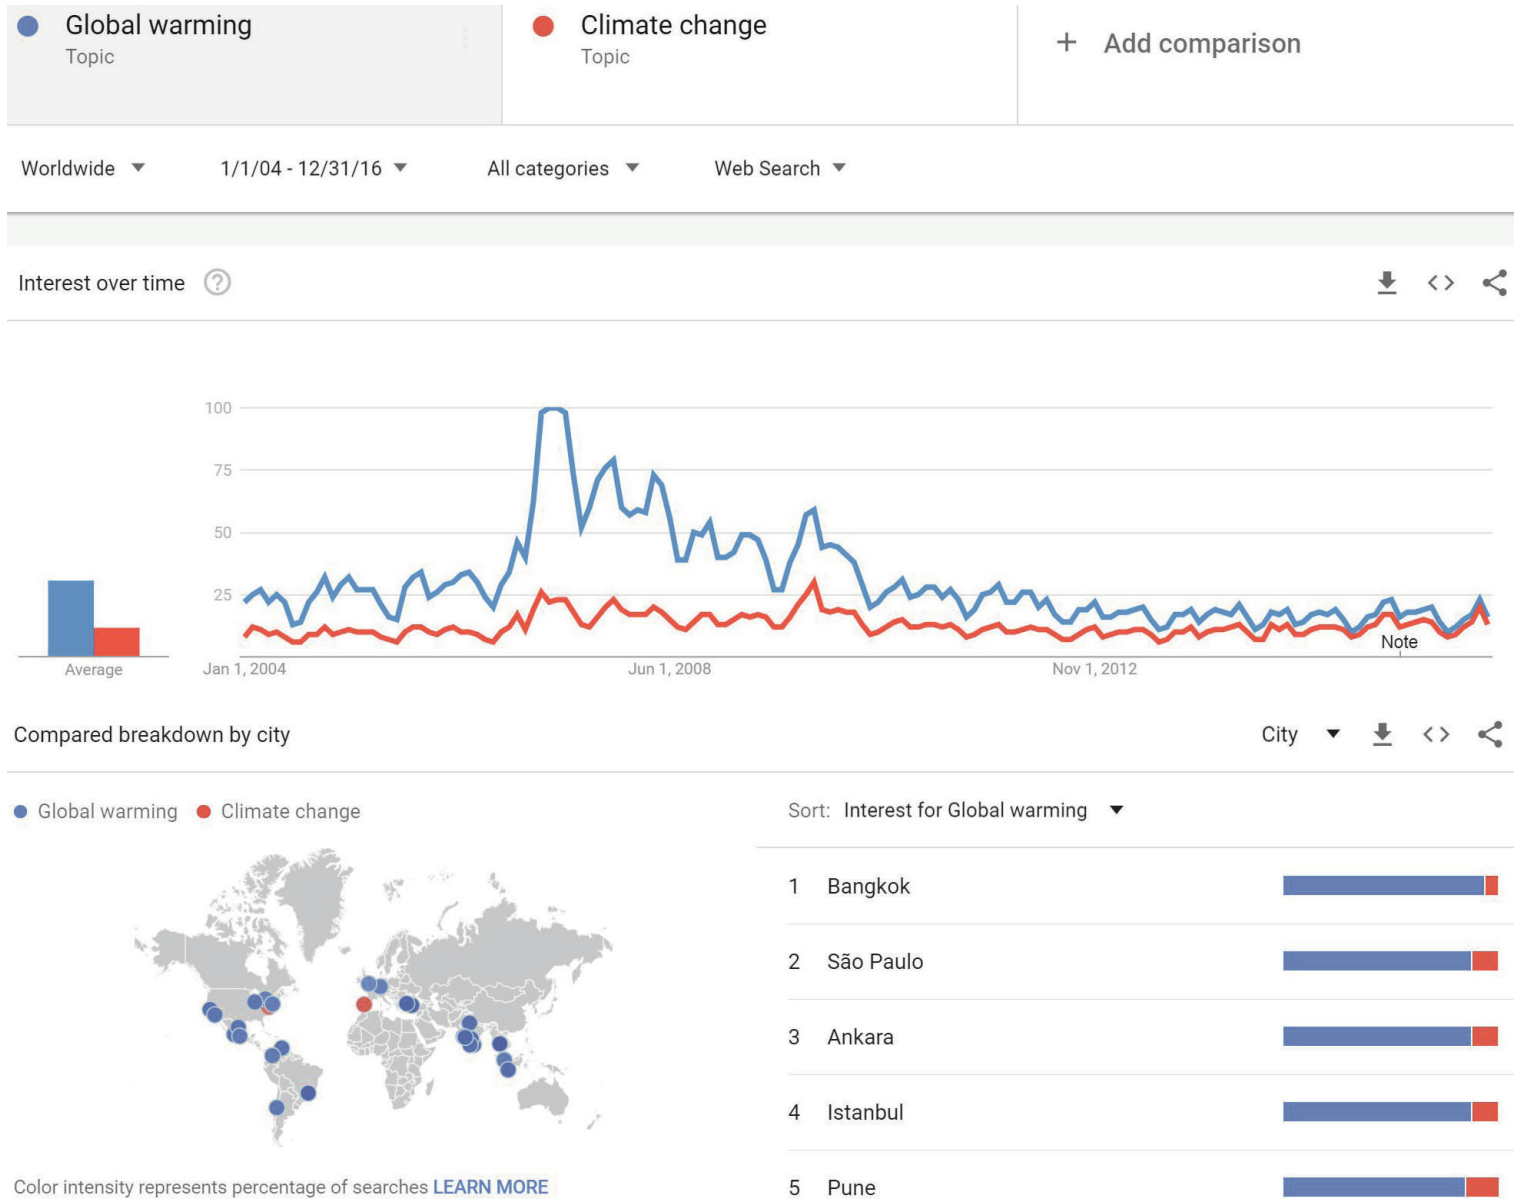 Global warming
Topic
Climate change
Topic
+ Add comparison
Worldwide
1/1/04 - 12/31/16
All categories
Web Search
Interest over time ?
100
75
50
25
Average
Jan 1, 2004
Jun 1, 2008
Nov 1, 2012
Note
Compared breakdown by city
City
Global warming
Climate change
Sort: Interest for Global warming
1 Bangkok
2 São Paulo
3 Ankara
4 Istanbul
5 Pune
Color intensity represents percentage of searches LEARN MORE